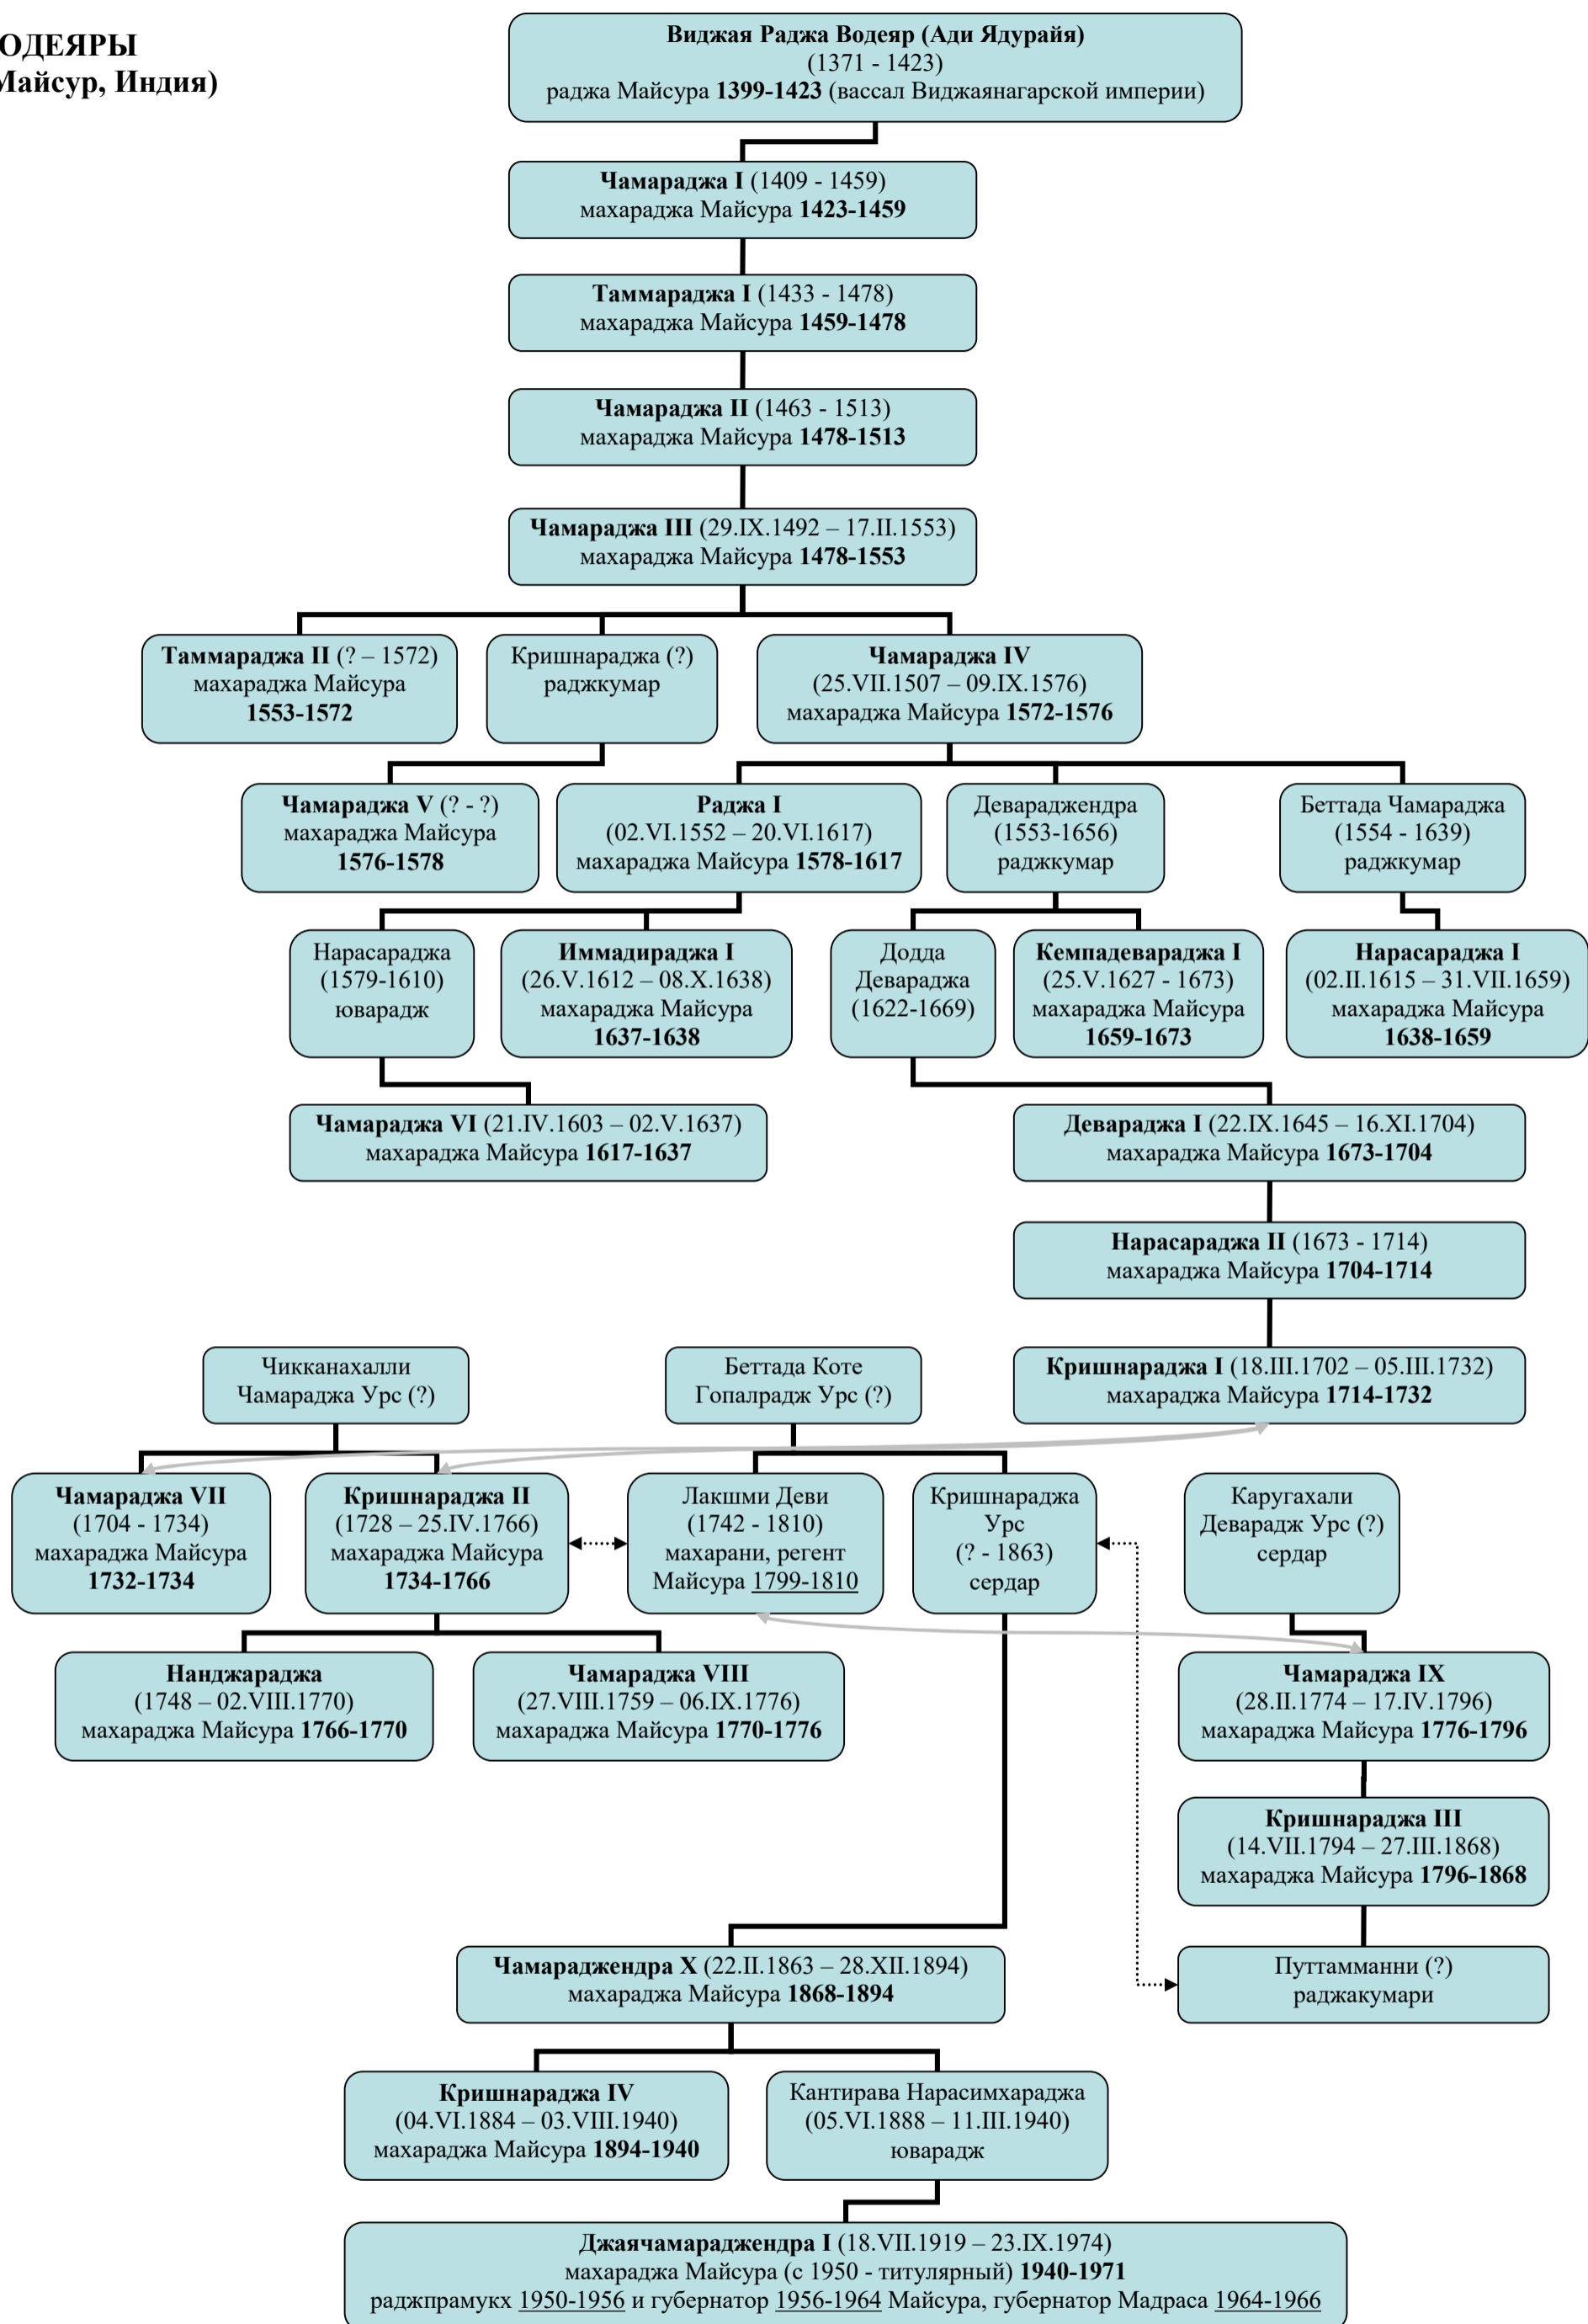 ОДЕЯРЫ
Майсур, Индия)
Виджая Раджа Водеяр (Ади Ядурайя)
(1371 - 1423)
раджа Майсура 1399-1423 (вассал Виджаянагарской империи)
Чамараджа I (1409 - 1459)
махараджа Майсура 1423-1459
Таммараджа I (1433 - 1478)
махараджа Майсура 1459-1478
Чамараджа II (1463 - 1513)
махараджа Майсура 1478-1513
Чамараджа III (29.IX.1492 – 17.II.1553)
махараджа Майсура 1478-1553
Таммараджа II (? – 1572)
махараджа Майсура
1553-1572
Кришнараджа (?)
раджкумар
Чамараджа IV
(25.VII.1507 – 09.IX.1576)
махараджа Майсура 1572-1576
Чамараджа V (? - ?)
махараджа Майсура
1576-1578
Раджа I
(02.VI.1552 – 20.VI.1617)
махараджа Майсура 1578-1617
Девараджендра
(1553-1656)
раджкумар
Беттада Чамараджа
(1554 - 1639)
раджкумар
Нарасараджа
(1579-1610)
юварадж
Иммадираджа I
(26.V.1612 – 08.X.1638)
махараджа Майсура
1637-1638
Додда
Девараджа
(1622-1669)
Кемпадевараджа I
(25.V.1627 - 1673)
махараджа Майсура
1659-1673
Нарасараджа I
(02.II.1615 – 31.VII.1659)
махараджа Майсура
1638-1659
Чамараджа VI (21.IV.1603 – 02.V.1637)
махараджа Майсура 1617-1637
Девараджа I (22.IX.1645 – 16.XI.1704)
махараджа Майсура 1673-1704
Нарасараджа II (1673 - 1714)
махараджа Майсура 1704-1714
Чикканахалли
Чамараджа Урс (?)
Беттада Коте
Гопалрадж Урс (?)
Кришнараджа I (18.III.1702 – 05.III.1732)
махараджа Майсура 1714-1732
Чамараджа VII
(1704 - 1734)
махараджа Майсура
1732-1734
Кришнараджа II
(1728 – 25.IV.1766)
махараджа Майсура
1734-1766
Лакшми Деви
(1742 - 1810)
махарани, регент
Майсура 1799-1810
Кришнараджа
Урс
(? - 1863)
сердар
Каругахали
Деварадж Урс (?)
сердар
Нанджараджа
(1748 – 02.VIII.1770)
махараджа Майсура 1766-1770
Чамараджа VIII
(27.VIII.1759 – 06.IX.1776)
махараджа Майсура 1770-1776
Чамараджа IX
(28.II.1774 – 17.IV.1796)
махараджа Майсура 1776-1796
Кришнараджа III
(14.VII.1794 – 27.III.1868)
махараджа Майсура 1796-1868
Чамараджендра X (22.II.1863 – 28.XII.1894)
махараджа Майсура 1868-1894
Путтамманни (?)
раджакумари
Кришнараджа IV
(04.VI.1884 – 03.VIII.1940)
махараджа Майсура 1894-1940
Кантирава Нарасимхараджа
(05.VI.1888 – 11.III.1940)
юварадж
Джаячамараджендра I (18.VII.1919 – 23.IX.1974)
махараджа Майсура (с 1950 - титулярный) 1940-1971
раджпрамукх 1950-1956 и губернатор 1956-1964 Майсура, губернатор Мадраса 1964-1966